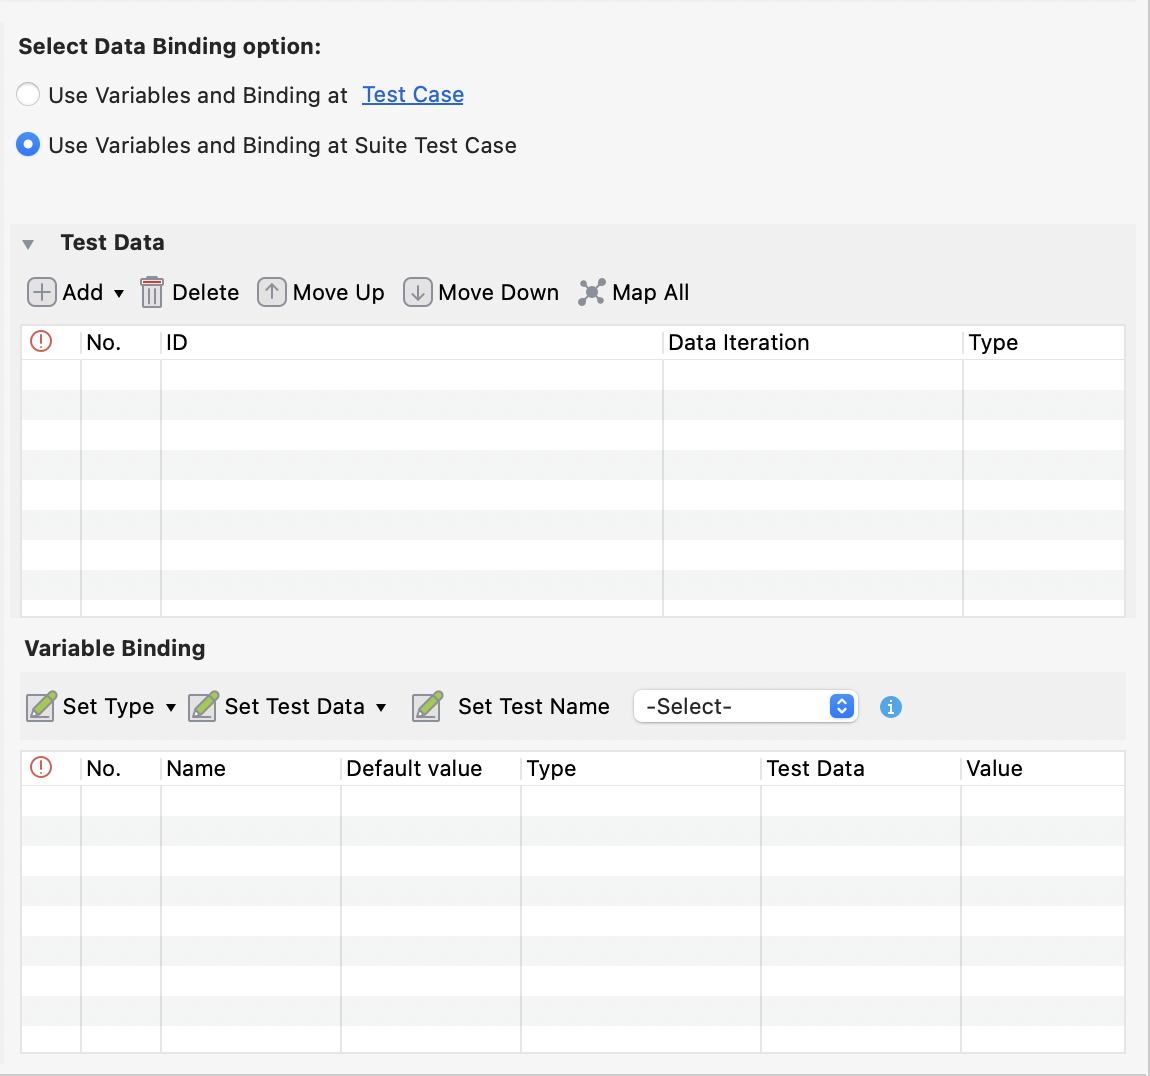 Select Data Binding option:
Use Variables and Binding at Test Case
Use Variables and Binding at Suite Test Case
Test Data
Add Delete Move Up Move Down Map All
No. ID Data Iteration Type
Variable Binding
Set Type Set Test Data Set Test Name -Select-
No. Name Default value Type Test Data Value